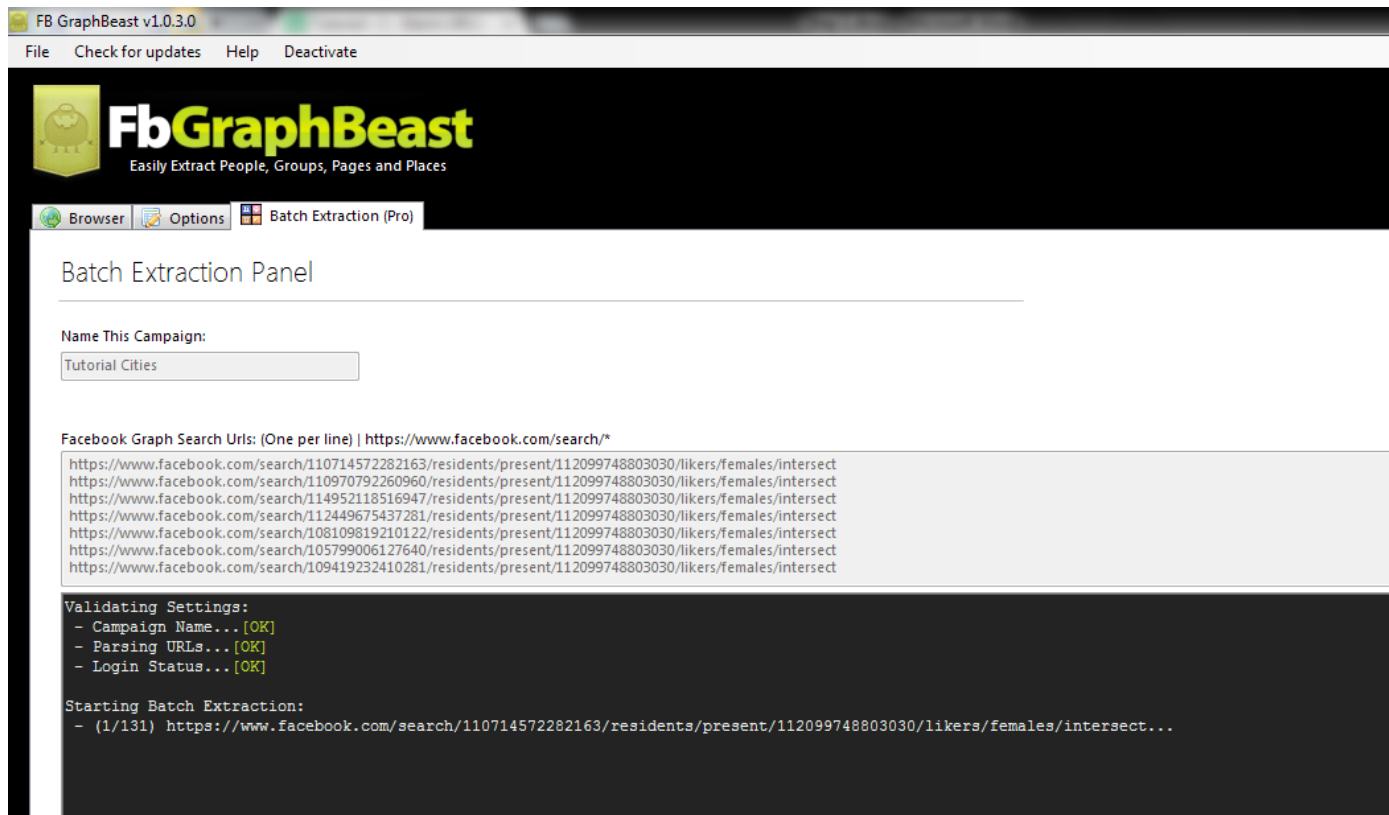 FB GraphBeast v1.0.3.0
File Check for updates Help Deactivate
FbGraphBeast
Easily Extract People, Groups, Pages and Places
Browser Options Batch Extraction (Pro)
Batch Extraction Panel
Name This Campaign:
Tutorial Cities
Facebook Graph Search Urls: (One per line) | https://www.facebook.com/search/*
https://www.facebook.com/search/110714572282163/residents/present/112099748803030/likers/females/intersect
https://www.facebook.com/search/110970792260960/residents/present/112099748803030/likers/females/intersect
https://www.facebook.com/search/114952118516947/residents/present/112099748803030/likers/females/intersect
https://www.facebook.com/search/112449675437281/residents/present/112099748803030/likers/females/intersect
https://www.facebook.com/search/108109819210122/residents/present/112099748803030/likers/females/intersect
https://www.facebook.com/search/105799006127640/residents/present/112099748803030/likers/females/intersect
https://www.facebook.com/search/109419232410281/residents/present/112099748803030/likers/females/intersect
Validating Settings:
- Campaign Name...[OK]
- Parsing URLs...[OK]
- Login Status...[OK]
Starting Batch Extraction:
- (1/131) https://www.facebook.com/search/110714572282163/residents/present/112099748803030/likers/females/intersect...